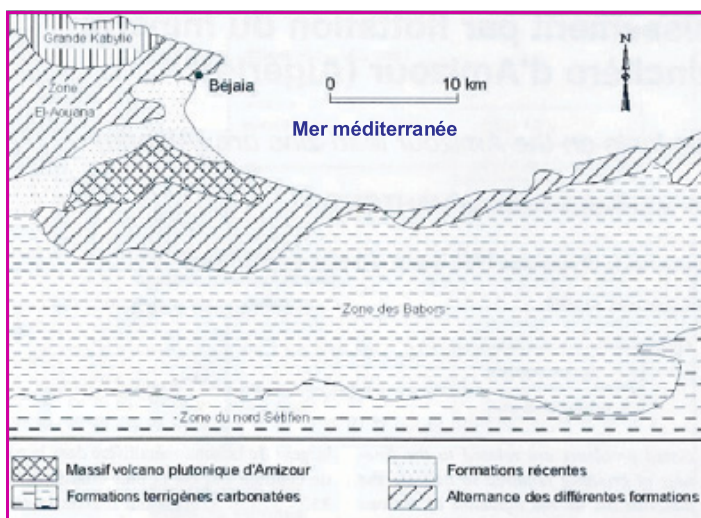 Grande Kabylie
N
Zone
El-Aouana
Béjaia
0 10 km
Mer méditerranée
Zone des Babors
Zone du nord Sétifien
Massif volcano plutonique d'Amizour
Formations récentes
Formations terrigènes carbonatées
Alternance des différentes formations